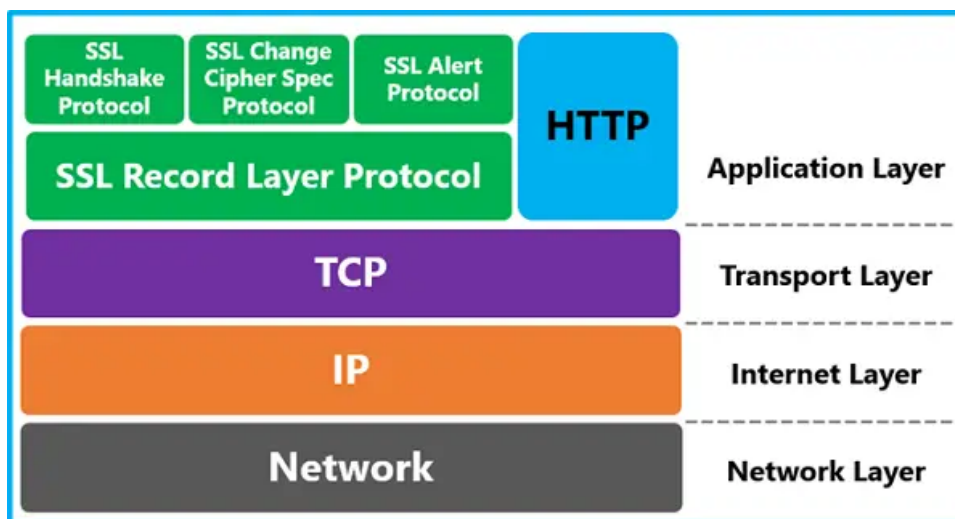 SSL
Handshake
Protocol
SSL Change
Cipher Spec
Protocol
SSL Alert
Protocol
HTTP
SSL Record Layer Protocol
Application Layer
TCP
Transport Layer
IP
Internet Layer
Network
Network Layer